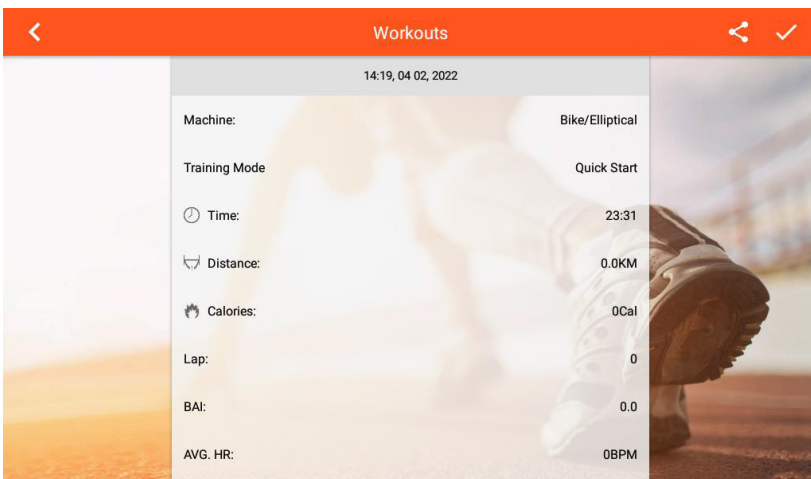 Workouts
14:19, 04 02, 2022
Machine: Bike/Elliptical
Training Mode Quick Start
Time: 23:31
Distance: 0.0KM
Calories: 0Cal
Lap: 0
BAI: 0.0
AVG. HR: 0BPM